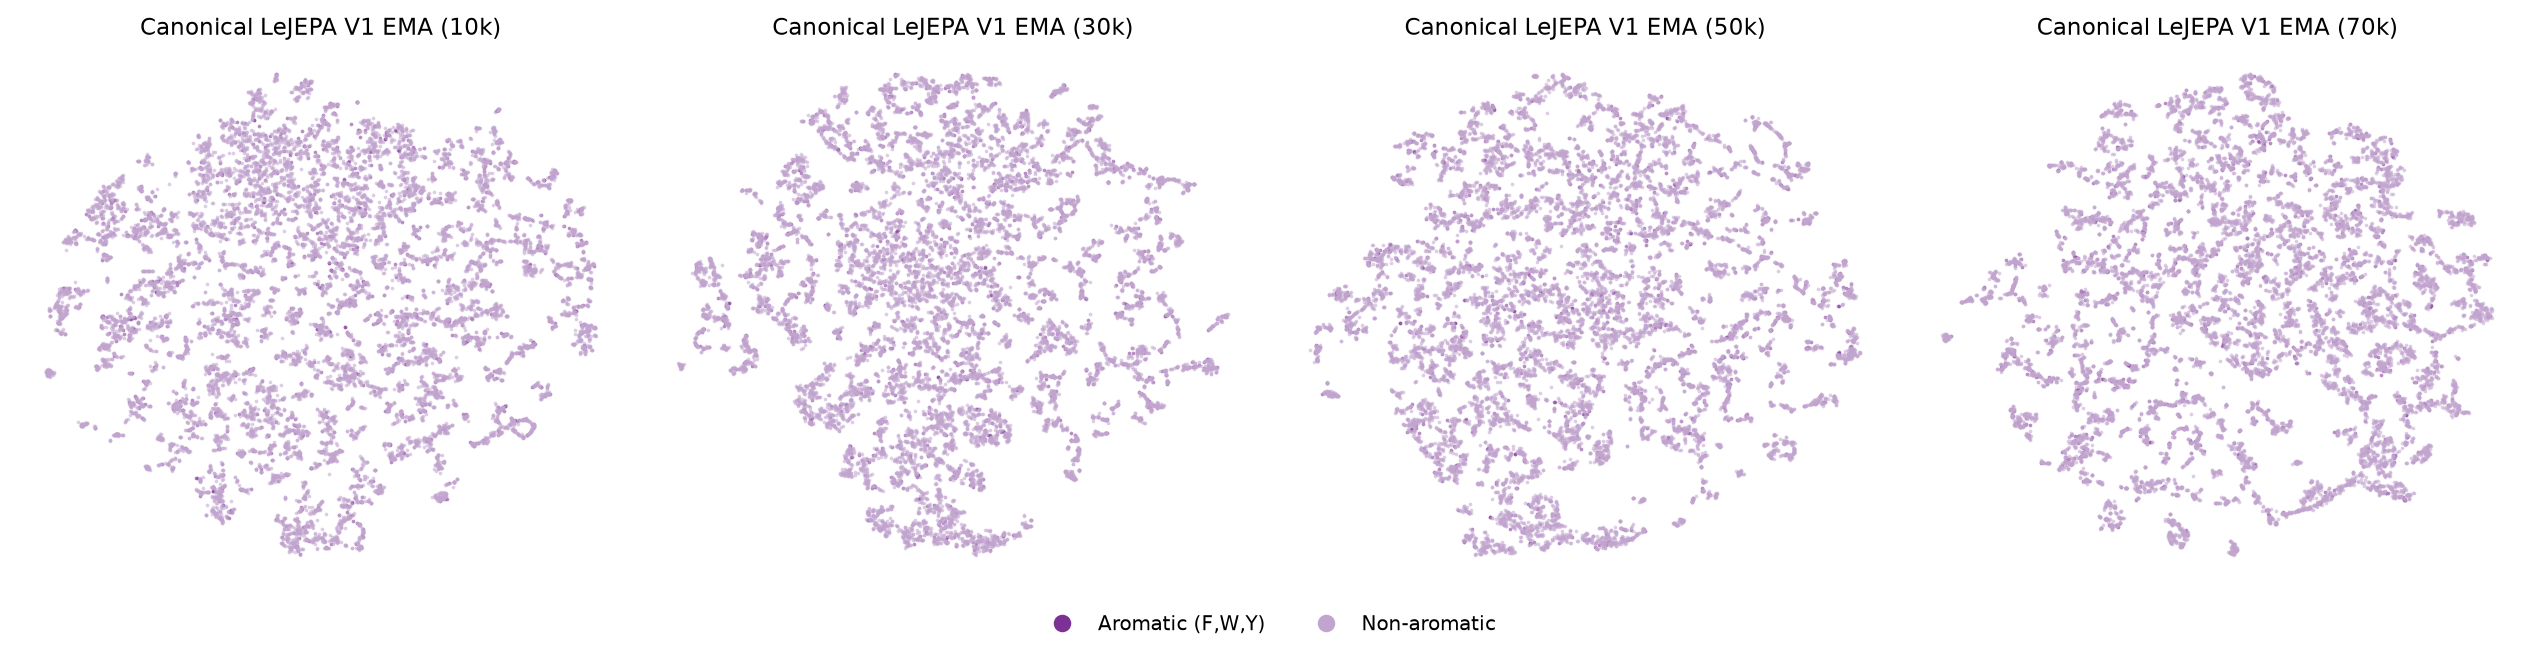 Canonical LeJEPA V1 EMA (10k)
Canonical LeJEPA V1 EMA (30k)
Canonical LeJEPA V1 EMA (50k)
Canonical LeJEPA V1 EMA (70k)
Aromatic (F,W,Y)
Non-aromatic